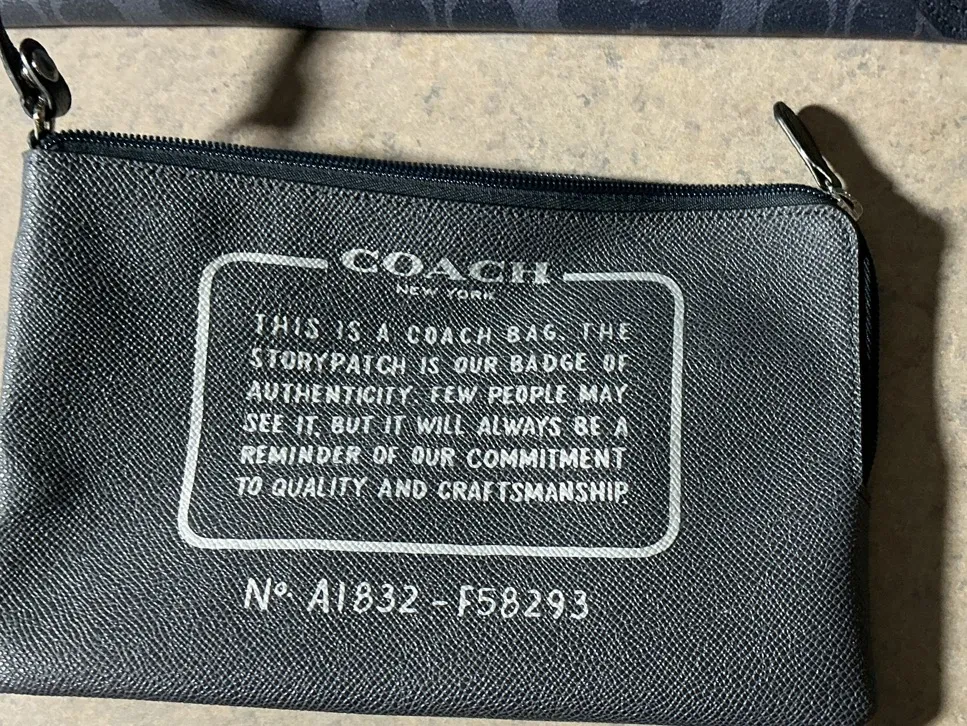 COACH
NEW YORK
THIS IS A COACH BAG. THE
STORYPATCH IS OUR BADGE OF
AUTHENTICITY. FEW PEOPLE MAY
SEE IT, BUT IT WILL ALWAYS BE A
REMINDER OF OUR COMMITMENT
TO QUALITY AND CRAFTSMANSHIP.
Nº. A1832-F58293